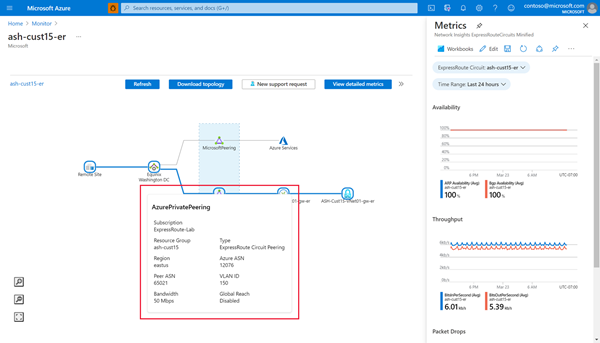 Microsoft Azure
Search resources, services, and docs (G+/)
contoso@microsoft.com
MICROSOFT
Home > Monitor >
ash-cust15-er
Microsoft
ash-cust15-er
Refresh
Download topology
New support request
View detailed metrics
MicrosoftPeering
Azure Services
Remote Site
Equinix
Washington DC
01-gw-er
ASH-Cust15-VNet01-gw-er
AzurePrivatePeering
Subscription
ExpressRoute-Lab
Resource Group
ash-cust15
Type
ExpressRoute Circuit Peering
Region
eastus
Azure ASN
12076
Peer ASN
65021
VLAN ID
150
Bandwidth
50 Mbps
Global Reach
Disabled
Metrics
Network Insights ExpressRouteCircuits Minified
Workbooks
Edit
ExpressRoute Circuit: ash-cust15-er
Time Range: Last 24 hours
Availability
100%
100%
80%
60%
40%
20%
0%
6 PM
Mar 23
6 AM
UTC-07:00
ARP Availability (Avg)
ash-cust15-er
100 %
Bgp Availability (Avg)
ash-cust15-er
100 %
Throughput
6 PM
Mar 23
6 AM
UTC-07:00
BitsInPerSecond (Avg)
ash-cust15-er
6.01 kb/s
BitsOutPerSecond (Avg)
ash-cust15-er
5.39 kb/s
Packet Drops